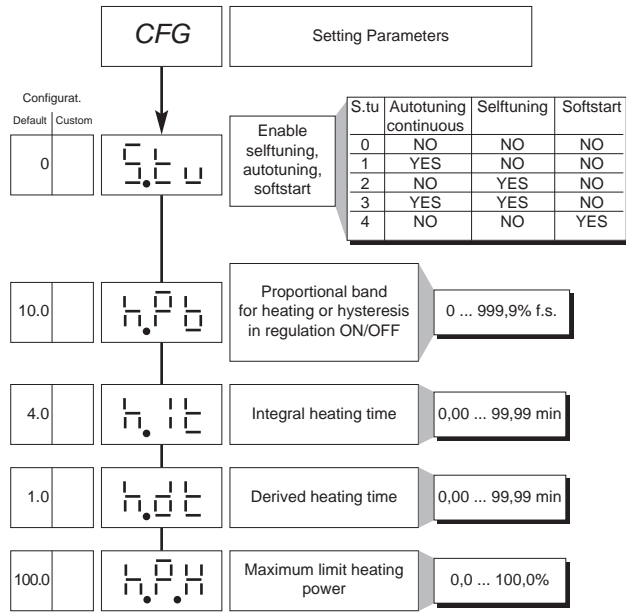 CFG
Setting Parameters
Configurat.
Default Custom
0
S.tu
Enable
selftuning,
autotuning,
softstart
S.tu Autotuning continuous Selftuning Softstart
0 NO NO NO
1 YES NO NO
2 NO YES NO
3 YES YES NO
4 NO NO YES
10.0
h.Pb
Proportional band
for heating or hysteresis
in regulation ON/OFF
0 ... 999,9% f.s.
4.0
h.It
Integral heating time
0,00 ... 99,99 min
1.0
h.dt
Derived heating time
0,00 ... 99,99 min
100.0
h.P.H
Maximum limit heating
power
0,0 ... 100,0%